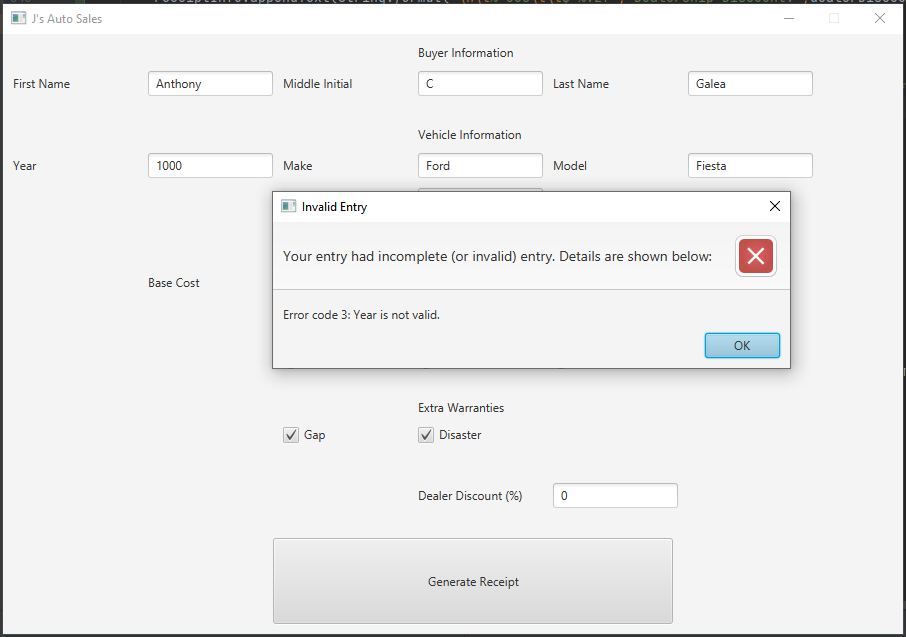 J's Auto Sales
Buyer Information
First Name Anthony Middle Initial C Last Name Galea
Vehicle Information
Year 1000 Make Ford Model Fiesta
Invalid Entry
Your entry had incomplete (or invalid) entry. Details are shown below:
Base Cost
Error code 3: Year is not valid.
OK
Extra Warranties
Gap Disaster
Dealer Discount (%) 0
Generate Receipt